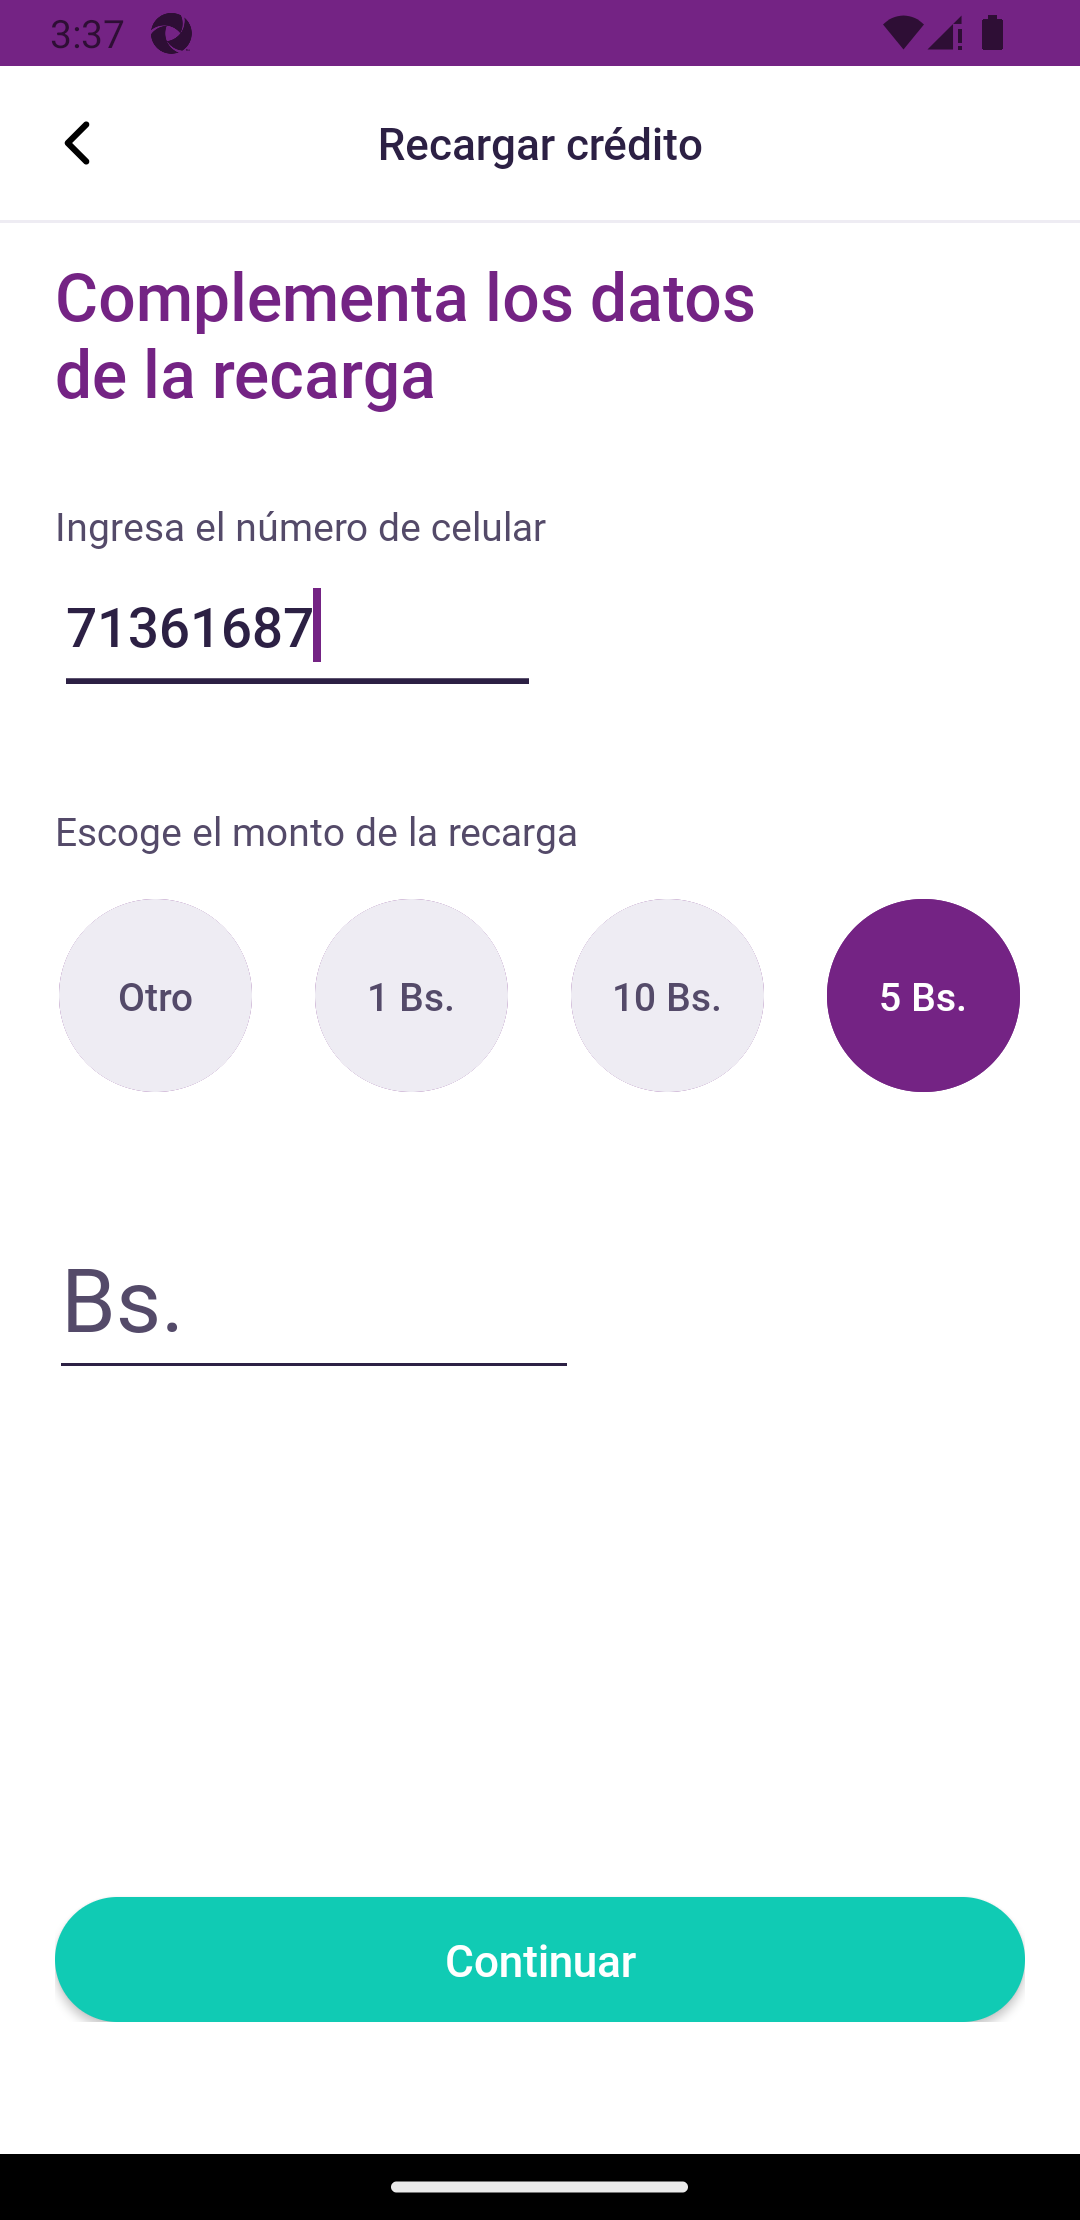 3:37
Recargar crédito
Complementa los datos
de la recarga
Ingresa el número de celular
71361687
Escoge el monto de la recarga
Otro
1 Bs.
10 Bs.
5 Bs.
Bs.
Continuar